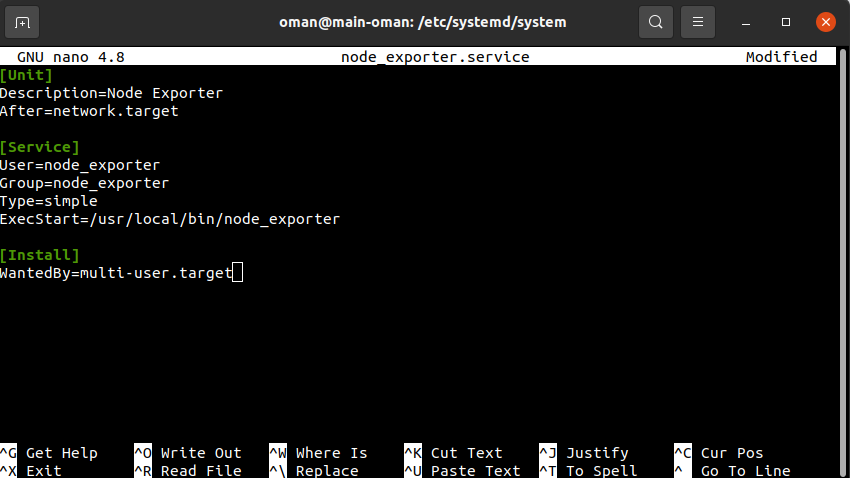 oman@main-oman: /etc/systemd/system
GNU nano 4.8 node_exporter.service Modified
[Unit]
Description=Node Exporter
After=network.target
[Service]
User=node_exporter
Group=node_exporter
Type=simple
ExecStart=/usr/local/bin/node_exporter
[Install]
WantedBy=multi-user.target
^G Get Help ^O Write Out ^W Where Is ^K Cut Text ^J Justify ^C Cur Pos
^X Exit ^R Read File ^\ Replace ^U Paste Text ^T To Spell ^_ Go To Line